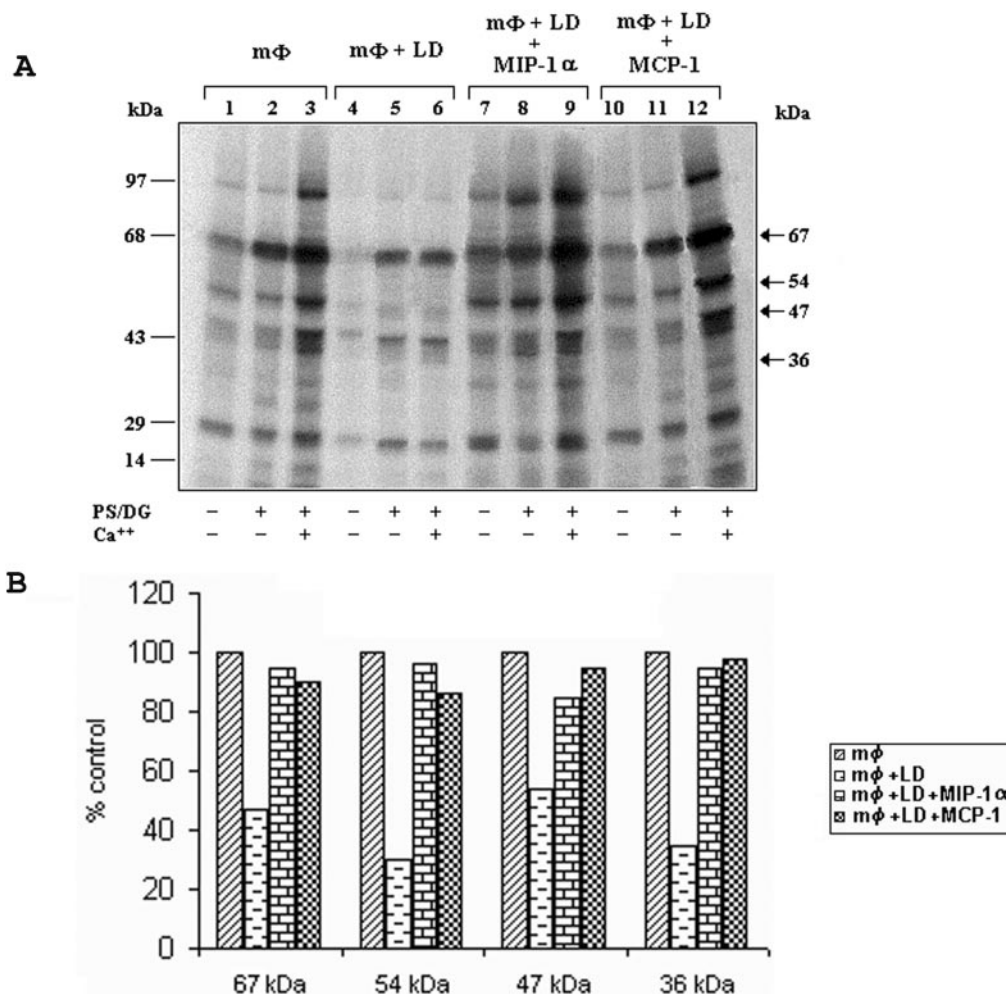 A
mΦ
mΦ + LD
mΦ + LD
+
MIP-1α
mΦ + LD
+
MCP-1
kDa 1 2 3 4 5 6 7 8 9 10 11 12 kDa
97
68
43
29
14
67
54
47
36
PS/DG – + + – + + – + + – + +
Ca++ – – + – – + – – + – – +
B
% control
120
100
80
60
40
20
0
67 kDa 54 kDa 47 kDa 36 kDa
mϕ
mϕ +LD
mϕ +LD +MIP-1α
mϕ +LD +MCP-1